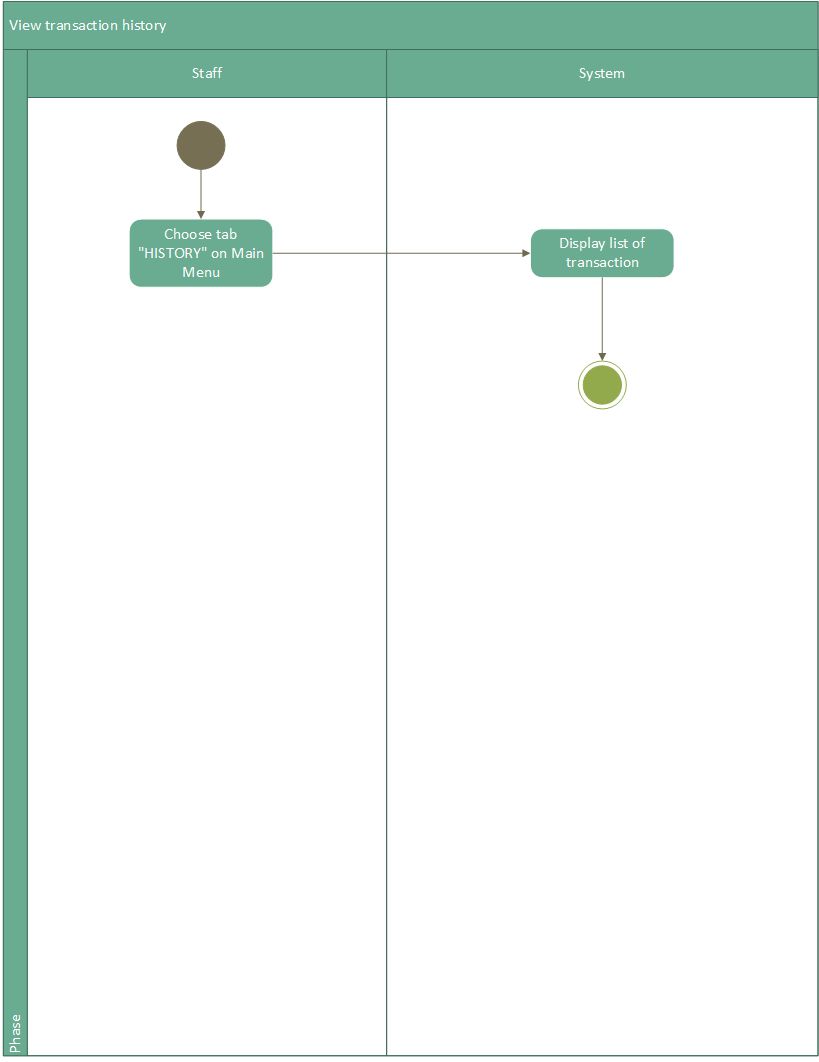 View transaction history
Staff
System
Choose tab
"HISTORY" on Main
Menu
Display list of
transaction
Phase